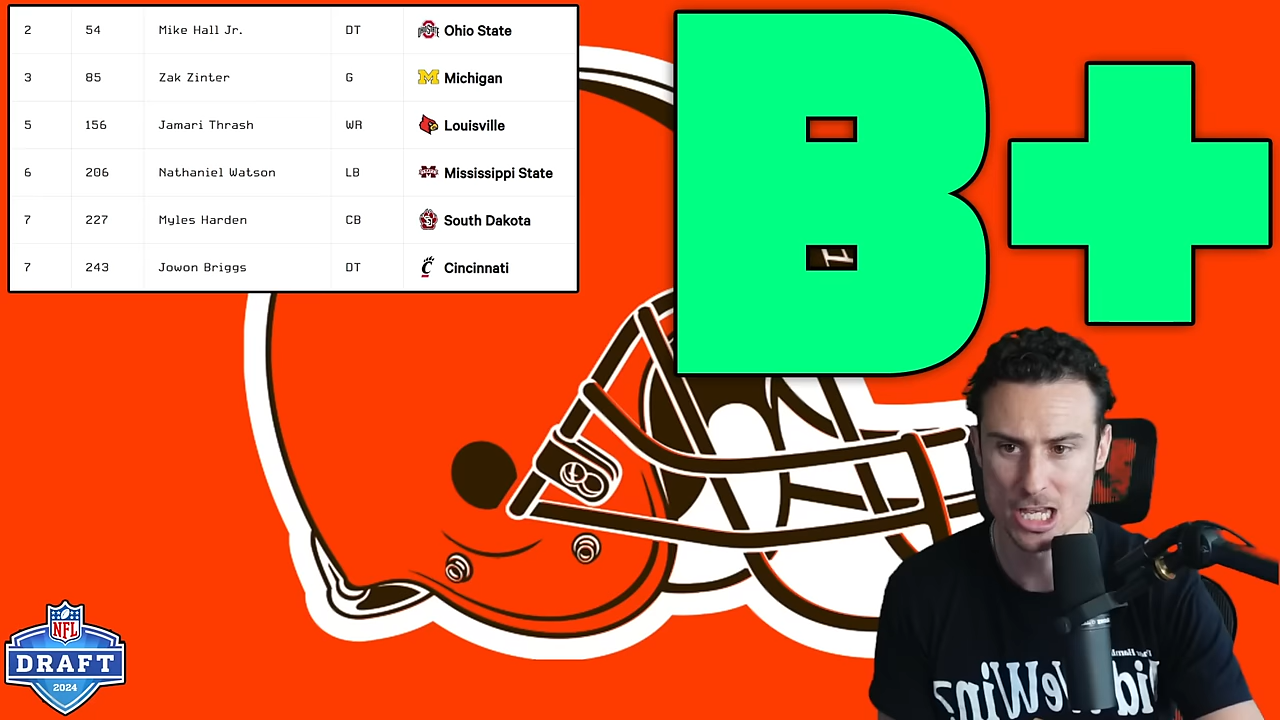 2 54 Mike Hall Jr. DT Ohio State
3 85 Zak Zinter G Michigan
5 156 Jamari Thrash WR Louisville
6 206 Nathaniel Watson LB Mississippi State
7 227 Myles Harden CB South Dakota
7 243 Jowon Briggs DT Cincinnati
B+
NFL
DRAFT
2024